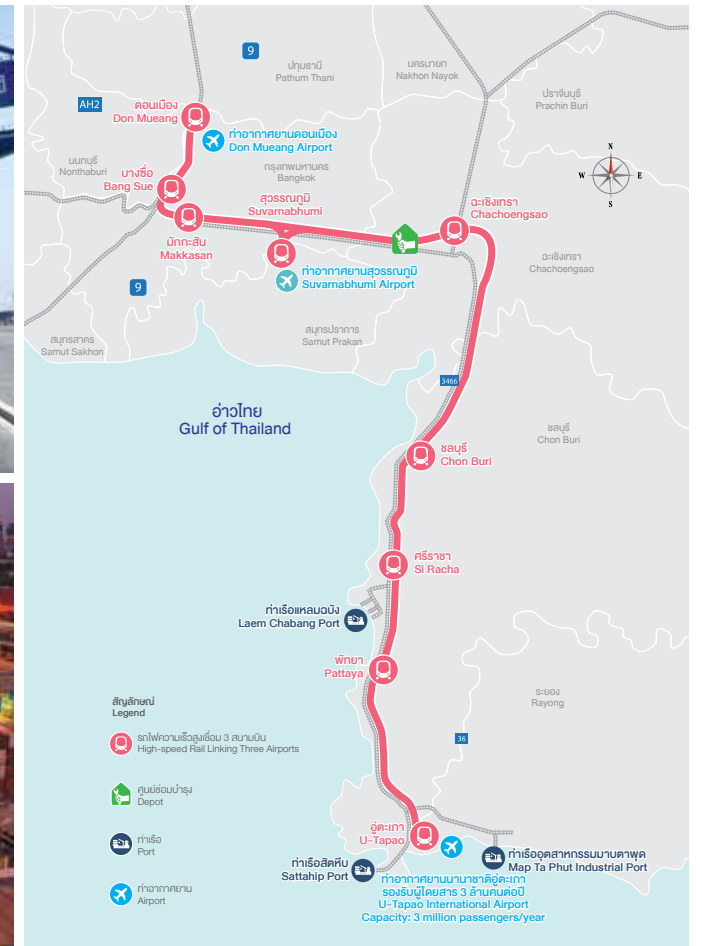 9
ปทุมธานี
Pathum Thani
นครนายก
Nakhon Nayok
ปราจีนบุรี
Prachin Buri
AH2
ดอนเมือง
Don Mueang
ท่าอากาศยานดอนเมือง
Don Mueang Airport
N
W
E
S
นนทบุรี
Nonthaburi
บางซื่อ
Bang Sue
กรุงเทพมหานคร
Bangkok
สุวรรณภูมิ
Suvarnabhumi
ฉะเชิงเทรา
Chachoengsao
มักกะสัน
Makkasan
ฉะเชิงเทรา
Chachoengsao
ท่าอากาศยานสุวรรณภูมิ
Suvarnabhumi Airport
9
สมุทรสาคร
Samut Sakhon
สมุทรปราการ
Samut Prakan
3466
อ่าวไทย
Gulf of Thailand
ชลบุรี
Chon Buri
ชลบุรี
Chon Buri
ศรีราชา
Si Racha
ท่าเรือแหลมฉบัง
Laem Chabang Port
พัทยา
Pattaya
ระยอง
Rayong
36
สัญลักษณ์
Legend
รถไฟความเร็วสูงเชื่อม 3 สนามบิน
High-speed Rail Linking Three Airports
ศูนย์ซ่อมบำรุง
Depot
ท่าเรือ
Port
ท่าอากาศยาน
Airport
อู่ตะเภา
U-Tapao
ท่าเรือสัตหีบ
Sattahip Port
ท่าเรืออุตสาหกรรมมาบตาพุด
Map Ta Phut Industrial Port
ท่าอากาศยานนานาชาติอู่ตะเภา
รองรับผู้โดยสาร 3 ล้านคนต่อปี
U-Tapao International Airport
Capacity: 3 million passengers/year